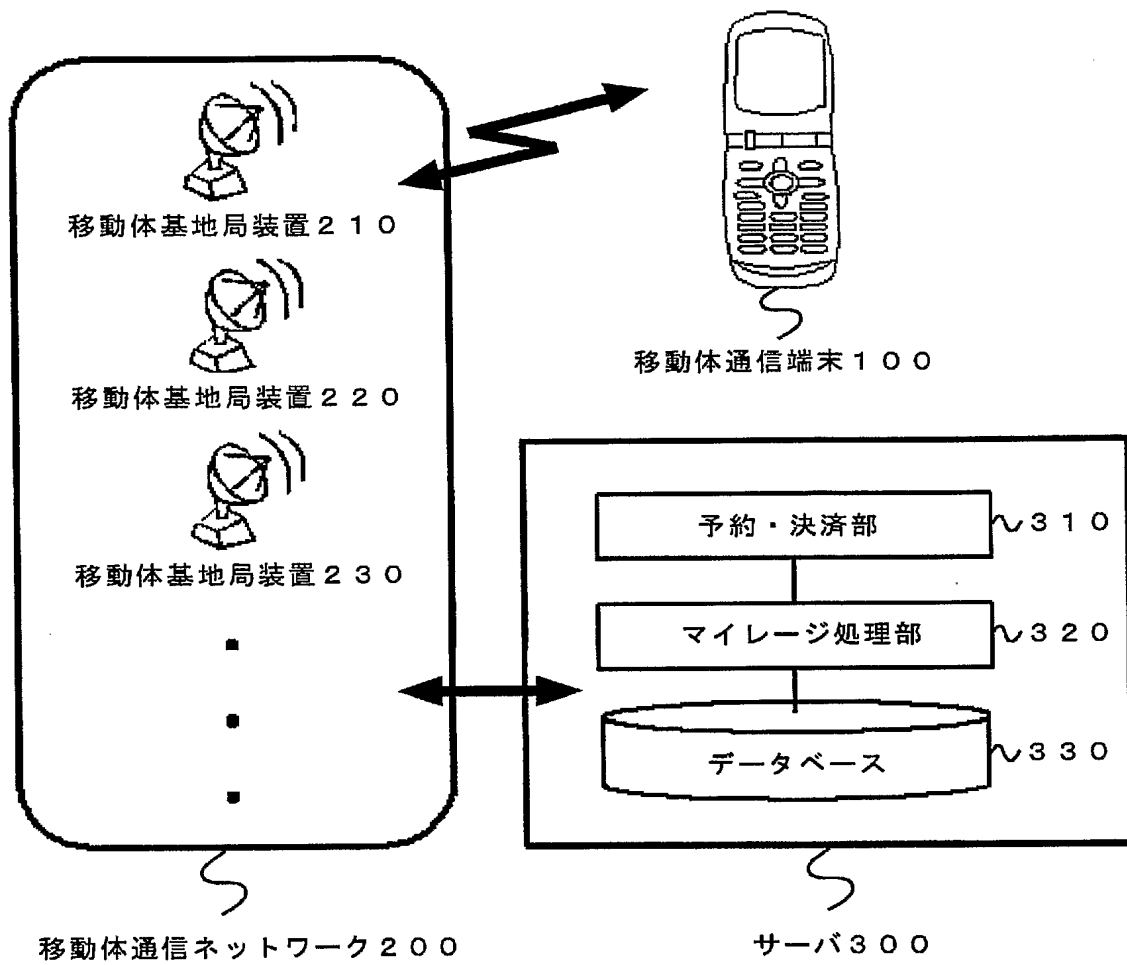 移動体基地局装置２１０
移動体基地局装置２２０
移動体基地局装置２３０
移動体通信ネットワーク２００
移動体通信端末１００
予約・決済部
３１０
マイレージ処理部
３２０
データベース
３３０
サーバ３００